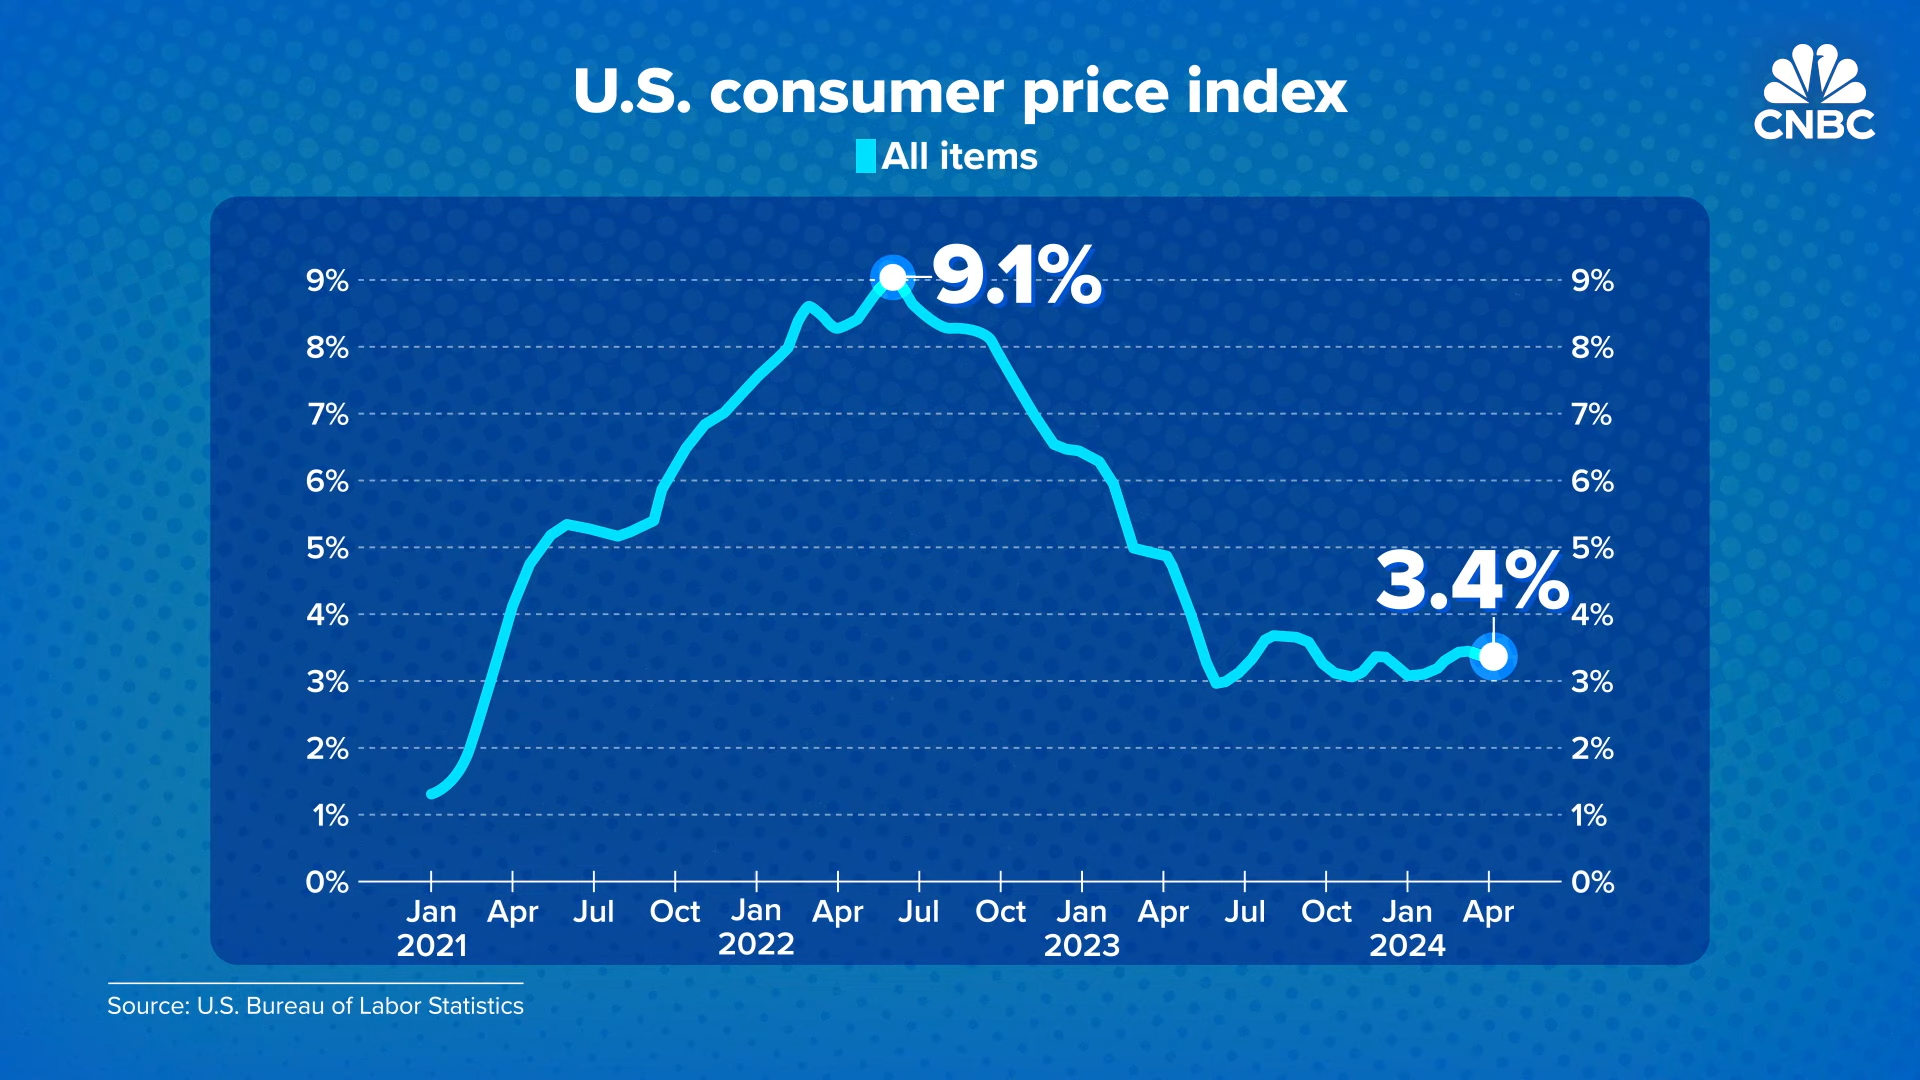 U.S. consumer price index
CNBC
All items
9.1%
9% 9%
8% 8%
7% 7%
6% 6%
5% 5%
3.4%
4% 4%
3% 3%
2% 2%
1% 1%
0% 0%
Jan Apr Jul Oct Jan Apr Jul Oct Jan Apr Jul Oct Jan Apr
2021 2022 2023 2024
Source: U.S. Bureau of Labor Statistics